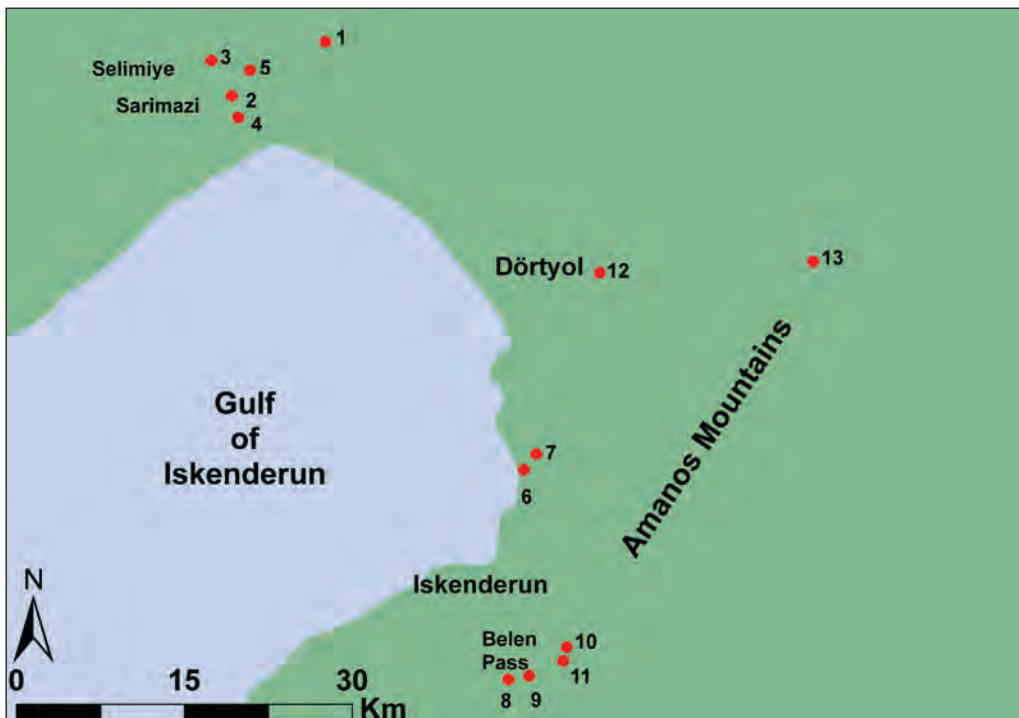 1
3
Selimiye
5
Sarimazi
2
4
Dörtyol
12
13
Gulf
of
Iskenderun
Amanos Mountains
7
6
N
Iskenderun
Belen
Pass
10
11
8
9
0
15
30
Km